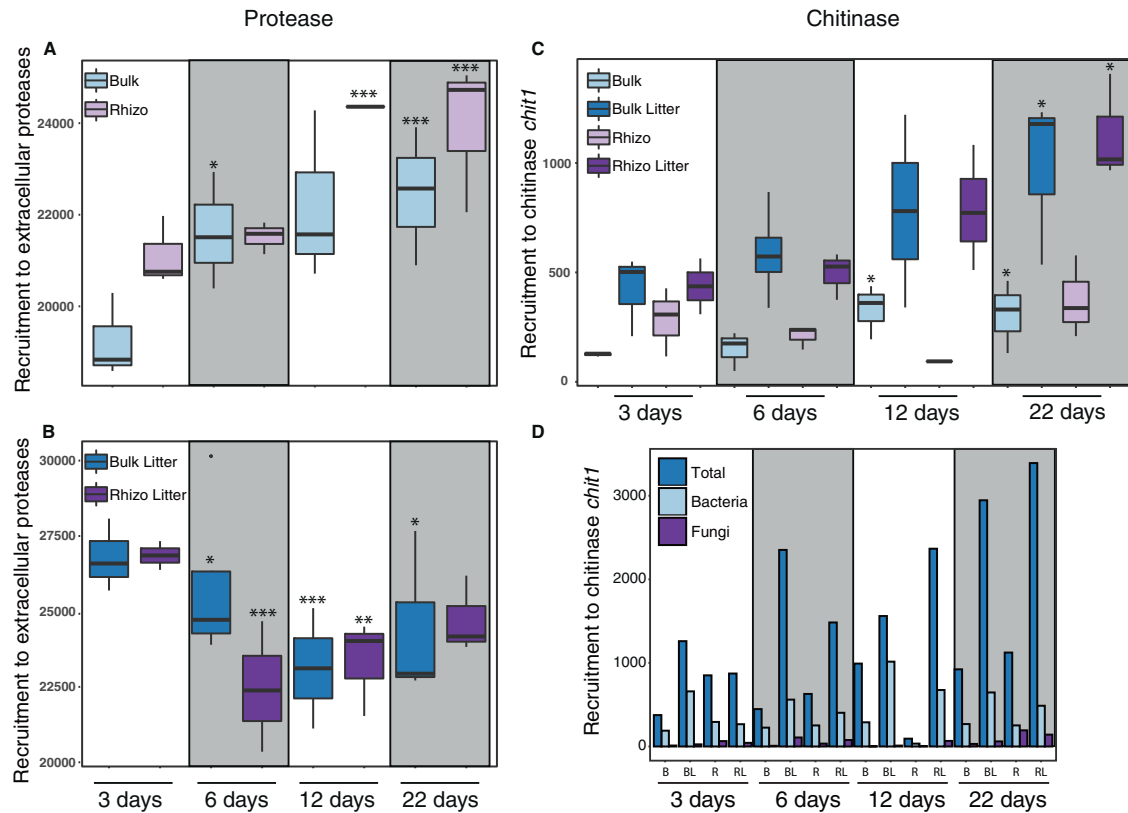 Protease
Chitinase
A
Recruitment to extracellular proteases
24000
22000
20000
Bulk
Rhizo
*
***
***
***
B
Recruitment to extracellular proteases
30000
27500
25000
22500
20000
Bulk Litter
Rhizo Litter
*
***
***
**
*
3 days
6 days
12 days
22 days
C
Recruitment to chitinase chit1
1000
500
0
Bulk
Bulk Litter
Rhizo
Rhizo Litter
*
*
*
*
3 days
6 days
12 days
22 days
D
Recruitment to chitinase chit1
3000
2000
1000
0
Total
Bacteria
Fungi
B BL R RL B BL R RL B BL R RL B BL R RL
3 days
6 days
12 days
22 days